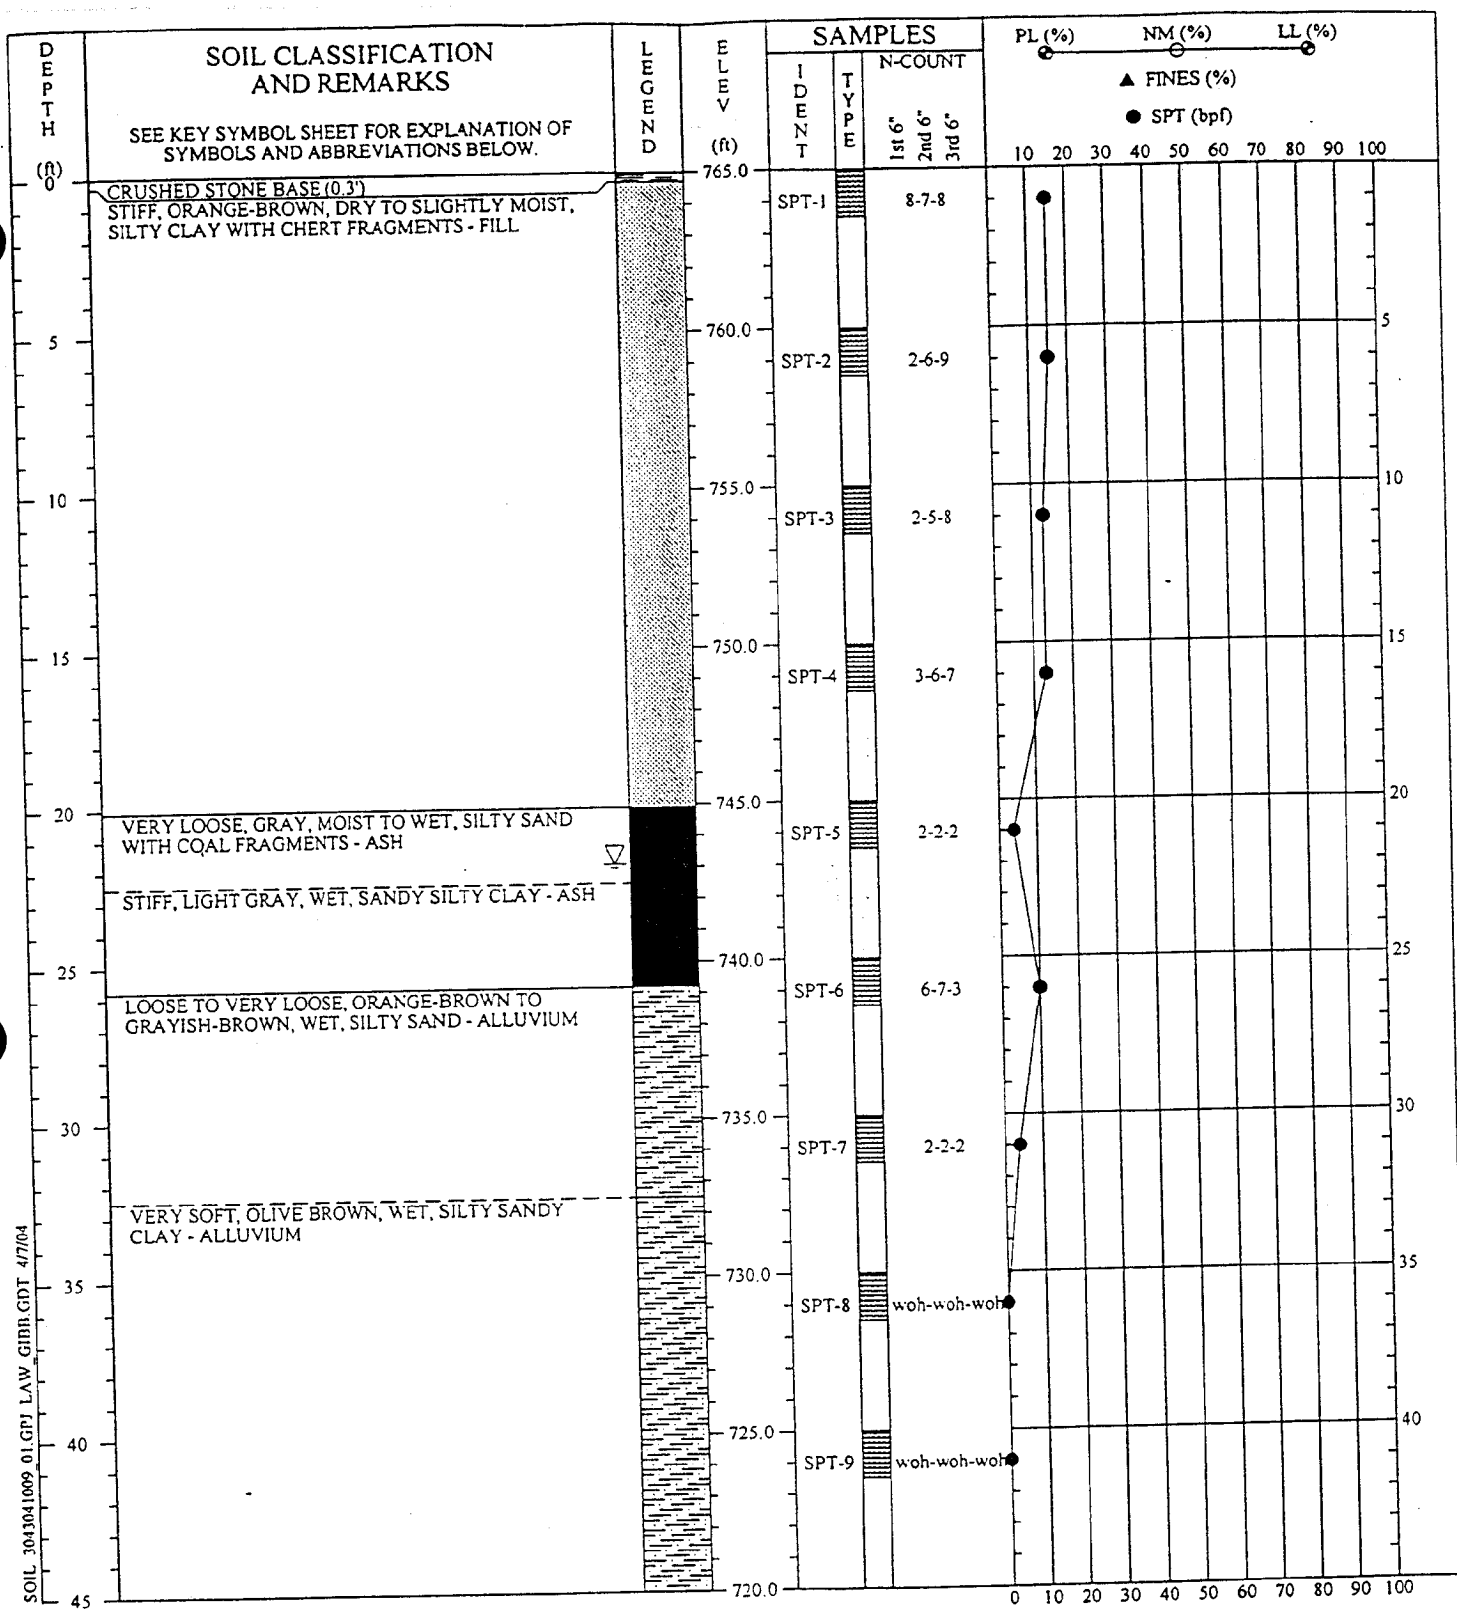 DEPTH
(ft)
SOIL CLASSIFICATION
AND REMARKS
SEE KEY SYMBOL SHEET FOR EXPLANATION OF
SYMBOLS AND ABBREVIATIONS BELOW.
LEGEND
ELEV
(ft)
SAMPLES
IDENT
TYPE
N-COUNT
1st 6"
2nd 6"
3rd 6"
PL (%) NM (%) LL (%)
▲ FINES (%)
● SPT (bpf)
10 20 30 40 50 60 70 80 90 100
0
CRUSHED STONE BASE (0.3')
STIFF, ORANGE-BROWN, DRY TO SLIGHTLY MOIST,
SILTY CLAY WITH CHERT FRAGMENTS - FILL
765.0
SPT-1 8-7-8
5
760.0
5
SPT-2 2-6-9
10
755.0
10
SPT-3 2-5-8
15
750.0
15
SPT-4 3-6-7
20
745.0
20
VERY LOOSE, GRAY, MOIST TO WET, SILTY SAND
WITH COAL FRAGMENTS - ASH
SPT-5 2-2-2
STIFF, LIGHT GRAY, WET, SANDY SILTY CLAY - ASH
25
740.0
25
LOOSE TO VERY LOOSE, ORANGE-BROWN TO
GRAYISH-BROWN, WET, SILTY SAND - ALLUVIUM
SPT-6 6-7-3
30
735.0
30
SPT-7 2-2-2
VERY SOFT, OLIVE BROWN, WET, SILTY SANDY
CLAY - ALLUVIUM
35
730.0
35
SPT-8 woh-woh-woh
40
725.0
40
SPT-9 woh-woh-woh
45
720.0
0 10 20 30 40 50 60 70 80 90 100
SOIL 3043041009_01.GPJ LAW_GIBB.GDT 4/7/04